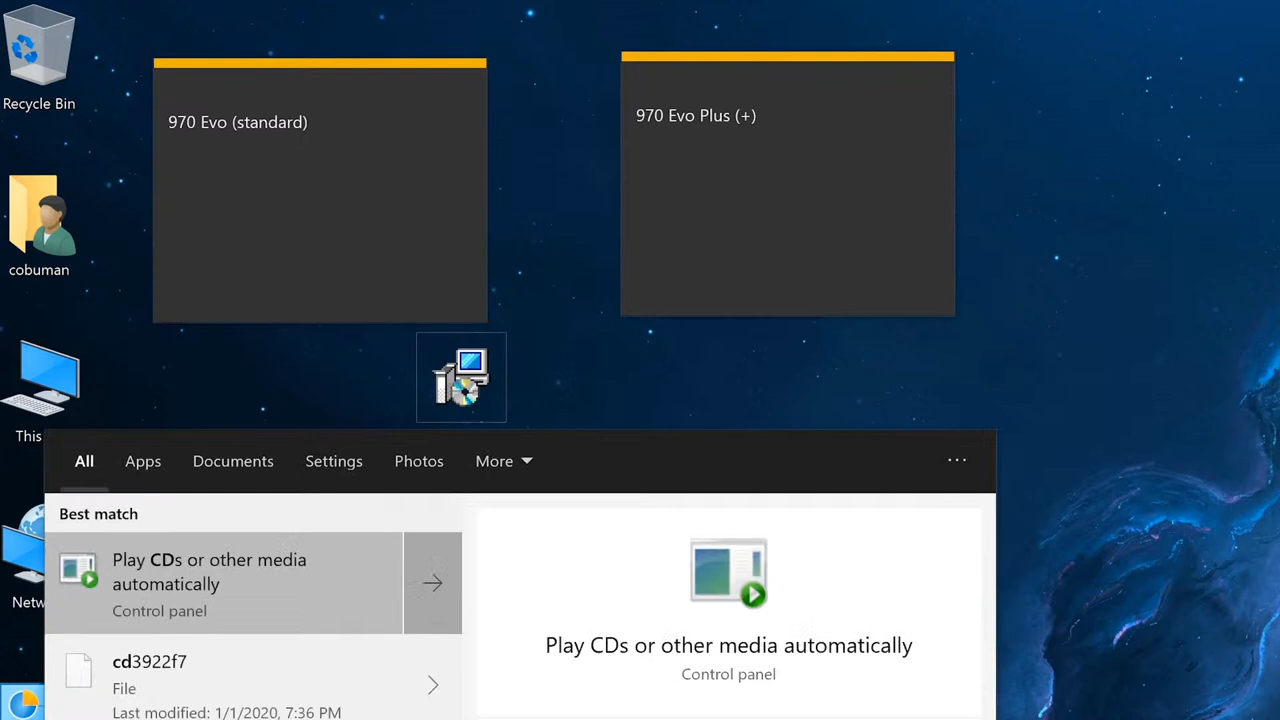 Recycle Bin
970 Evo (standard)
970 Evo Plus (+)
cobuman
This
All Apps Documents Settings Photos More ...
Best match
Play CDs or other media
automatically
Control panel
cd3922f7
File
Last modified: 1/1/2020, 7:36 PM
Play CDs or other media automatically
Control panel
Netw